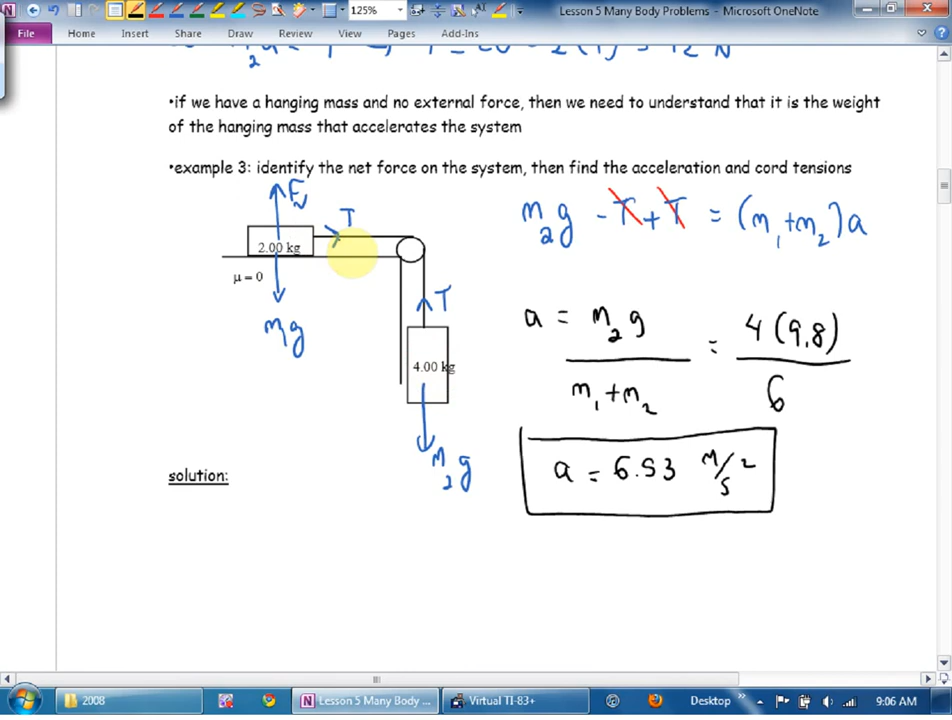 Lesson 5 Many Body Problems - Microsoft OneNote
125%
File Home Insert Share Draw Review View Pages Add-Ins
•if we have a hanging mass and no external force, then we need to understand that it is the weight
of the hanging mass that accelerates the system
•example 3: identify the net force on the system, then find the acceleration and cord tensions
F_N
T
m₂g - T + T = (m₁+m₂)a
2.00 kg
μ = 0
T
m₁g
a = m₂g / m₁+m₂ = 4(9.8) / 6
4.00 kg
m₂g
solution:
a = 6.53 m/s²
2008
Lesson 5 Many Body ...
Virtual TI-83+
Desktop
9:06 AM